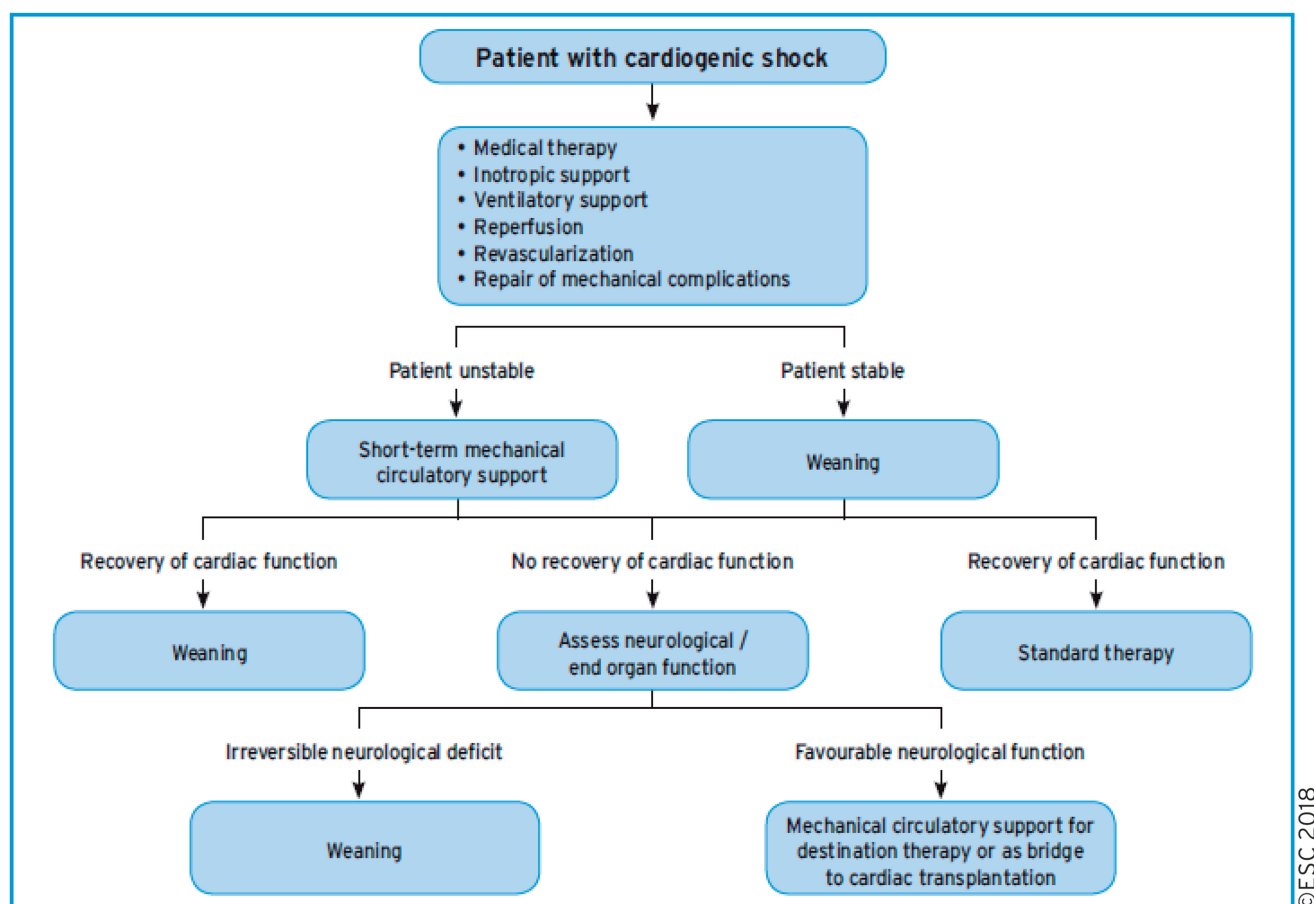 Patient with cardiogenic shock
• Medical therapy
• Inotropic support
• Ventilatory support
• Reperfusion
• Revascularization
• Repair of mechanical complications
Patient unstable
Patient stable
Short-term mechanical
circulatory support
Weaning
Recovery of cardiac function
No recovery of cardiac function
Recovery of cardiac function
Weaning
Assess neurological /
end organ function
Standard therapy
Irreversible neurological deficit
Favourable neurological function
Weaning
Mechanical circulatory support for
destination therapy or as bridge
to cardiac transplantation
©ESC 2018